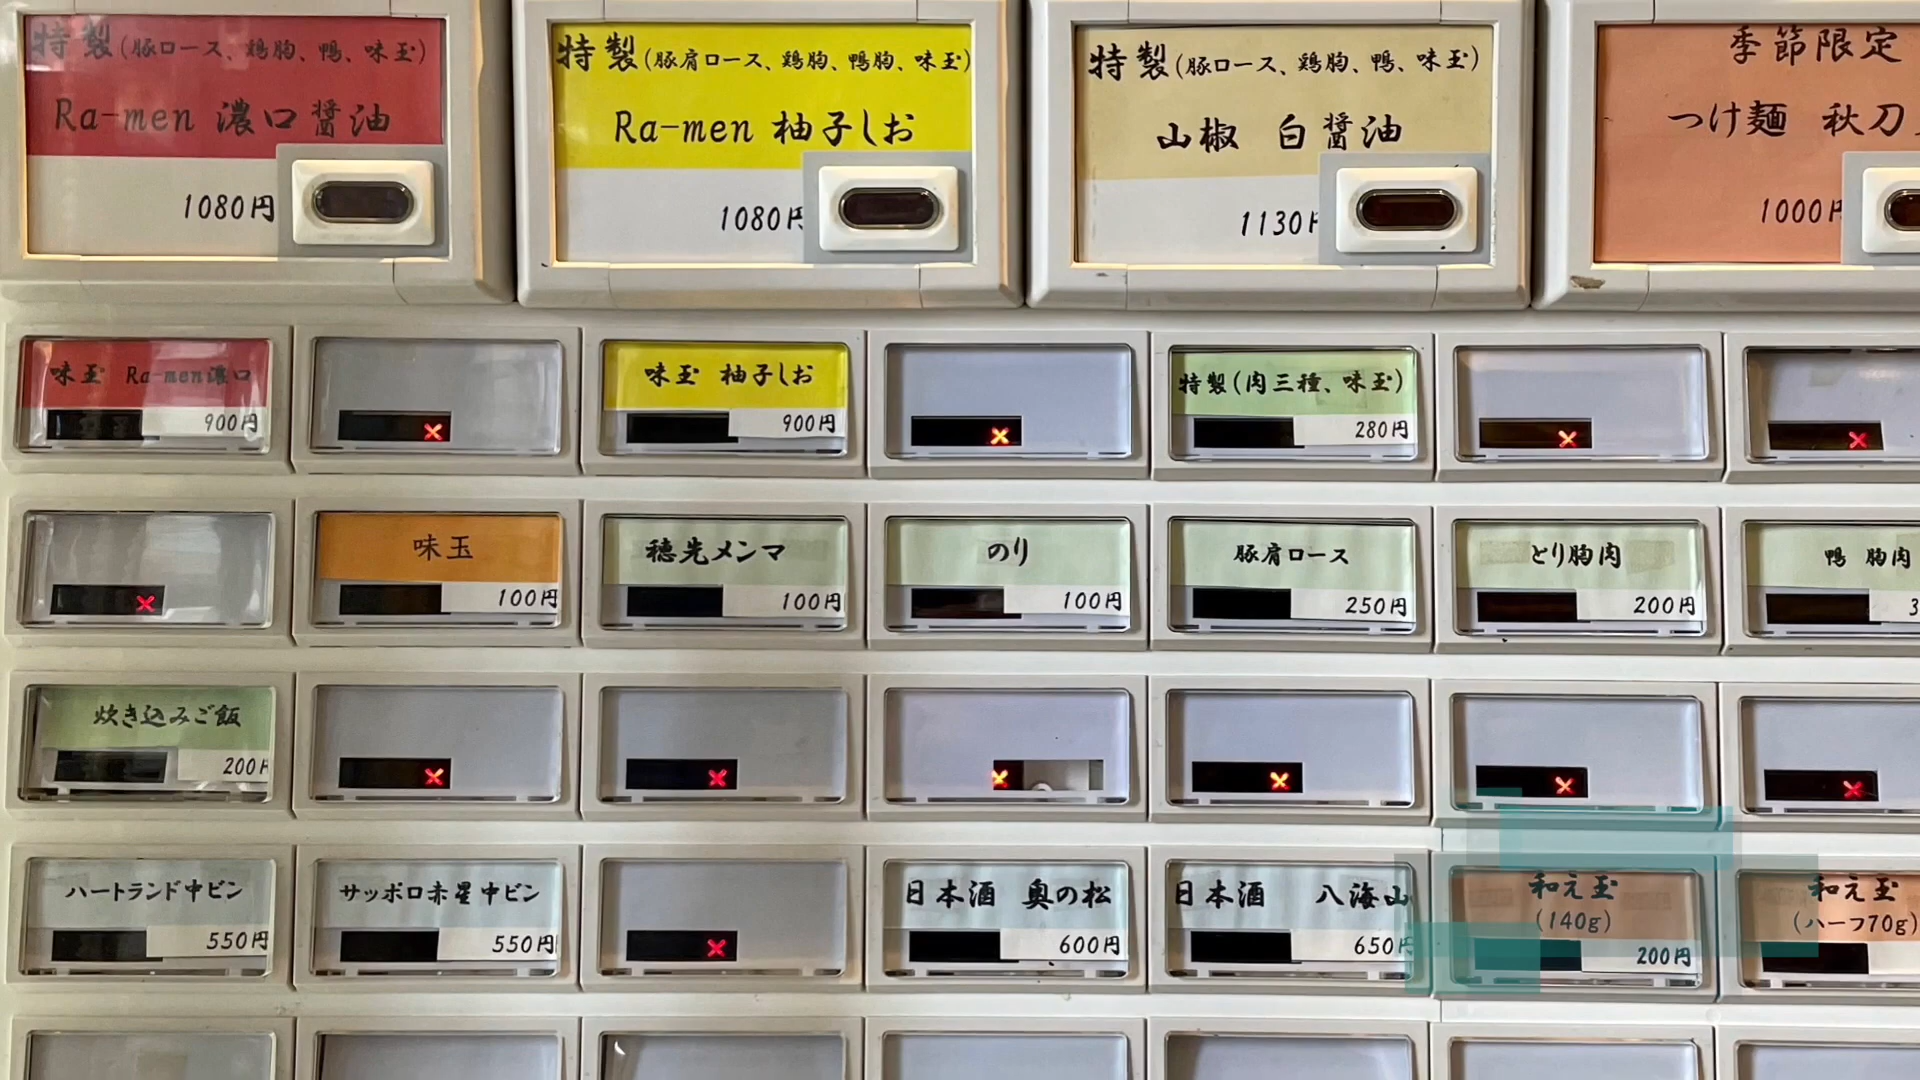 特製(豚ロース、鶏胸、鴨、味玉)
Ra-men 濃口醤油
1080円
特製(豚肩ロース、鶏胸、鴨胸、味玉)
Ra-men 柚子しお
1080円
特製(豚ロース、鶏胸、鴨、味玉)
山椒 白醤油
1130円
季節限定
つけ麺 秋刀
1000円
味玉 Ra-men濃口
900円
味玉 柚子しお
900円
特製(肉三種、味玉)
280円
味玉
100円
穂先メンマ
100円
のり
100円
豚肩ロース
250円
とり胸肉
200円
鴨 胸肉
3
炊き込みご飯
200円
ハートランド中ビン
550円
サッポロ赤星中ビン
550円
日本酒 奥の松
600円
日本酒 八海山
650円
和え玉
(140g)
200円
和え玉
(ハーフ70g)